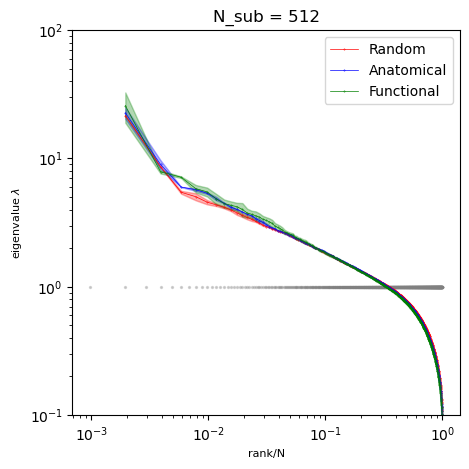 N_sub = 512
10²
10¹
10⁰
10⁻¹
eigenvalue λ
Random
Anatomical
Functional
10⁻³
10⁻²
10⁻¹
10⁰
rank/N